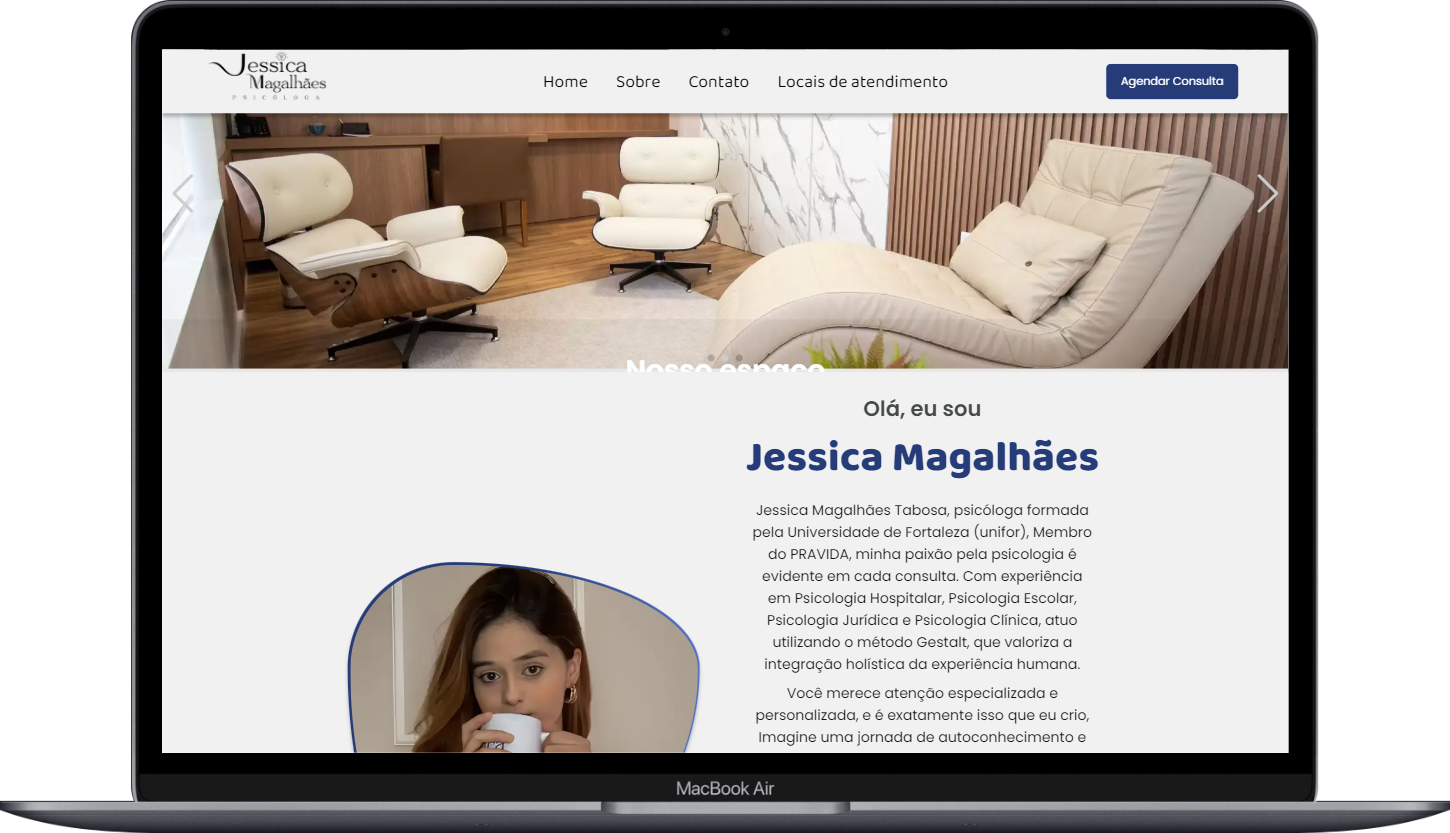 Jessica
Magalhães
PSICÓLOGA
Home Sobre Contato Locais de atendimento
Agendar Consulta
Nosso espaço
Olá, eu sou
Jessica Magalhães
Jessica Magalhães Tabosa, psicóloga formada
pela Universidade de Fortaleza (unifor), Membro
do PRAVIDA, minha paixão pela psicologia é
evidente em cada consulta. Com experiência
em Psicologia Hospitalar, Psicologia Escolar,
Psicologia Jurídica e Psicologia Clínica, atuo
utilizando o método Gestalt, que valoriza a
integração holística da experiência humana.
Você merece atenção especializada e
personalizada, e é exatamente isso que eu crio,
Imagine uma jornada de autoconhecimento e
MacBook Air